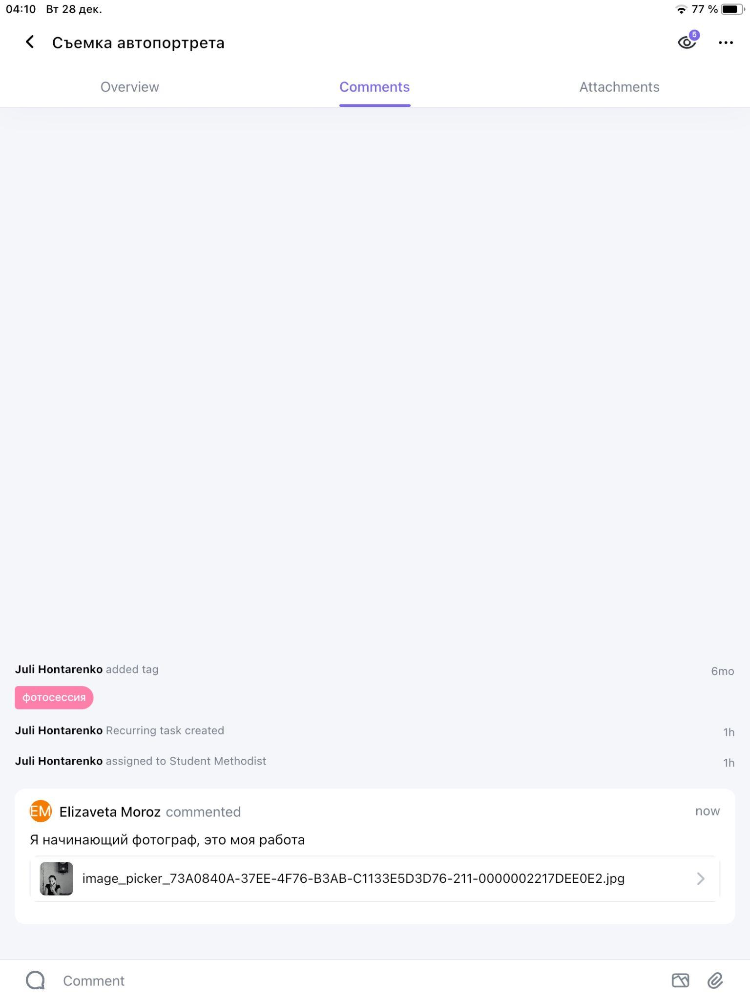 04:10 Вт 28 дек. 77 %
Съемка автопортрета 5
Overview Comments Attachments
Juli Hontarenko added tag 6mo
фотосессия
Juli Hontarenko Recurring task created 1h
Juli Hontarenko assigned to Student Methodist 1h
EM Elizaveta Moroz commented now
Я начинающий фотограф, это моя работа
image_picker_73A0840A-37EE-4F76-B3AB-C1133E5D3D76-211-0000002217DEE0E2.jpg
Comment